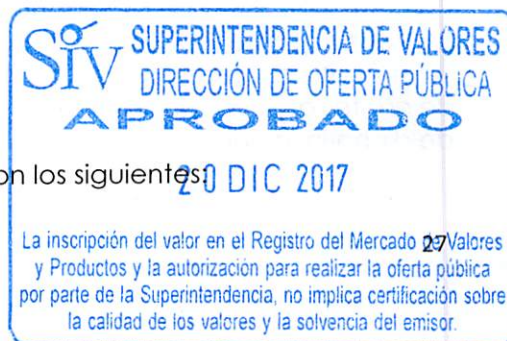 SIV SUPERINTENDENCIA DE VALORES
DIRECCIÓN DE OFERTA PÚBLICA
APROBADO
on los siguientes:
20 DIC 2017
27
La inscripción del valor en el Registro del Mercado de Valores
y Productos y la autorización para realizar la oferta pública
por parte de la Superintendencia, no implica certificación sobre
la calidad de los valores y la solvencia del emisor.